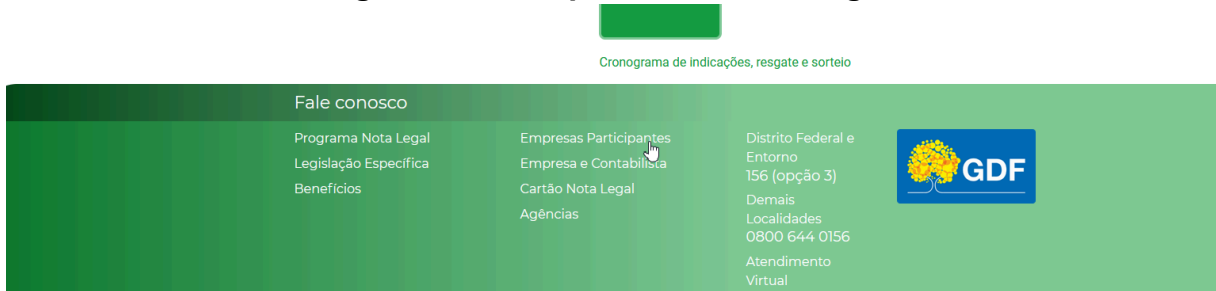 Cronograma de indicações, resgate e sorteio
Fale conosco
Programa Nota Legal
Legislação Específica
Benefícios
Empresas Participantes
Empresa e Contabilista
Cartão Nota Legal
Agências
Distrito Federal e
Entorno
156 (opção 3)
Demais
Localidades
0800 644 0156
Atendimento
Virtual
GDF